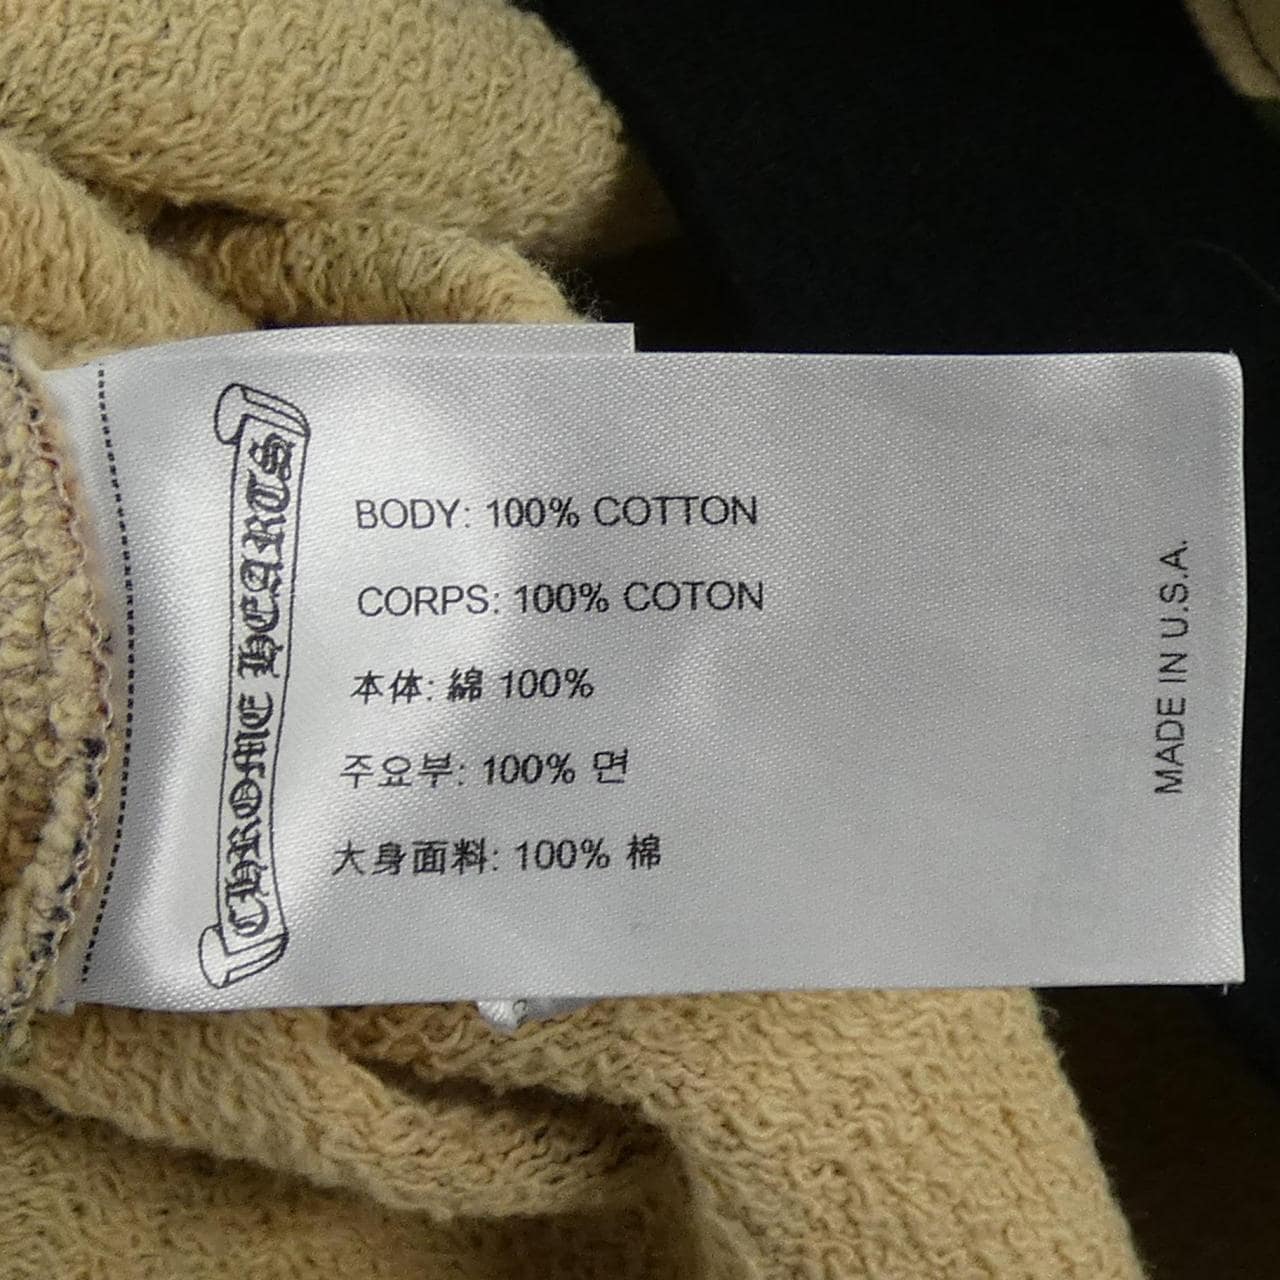 CHROME HEARTS
BODY: 100% COTTON
CORPS: 100% COTON
本体: 綿 100%
주요부: 100% 면
大身面料: 100% 棉
MADE IN U.S.A.